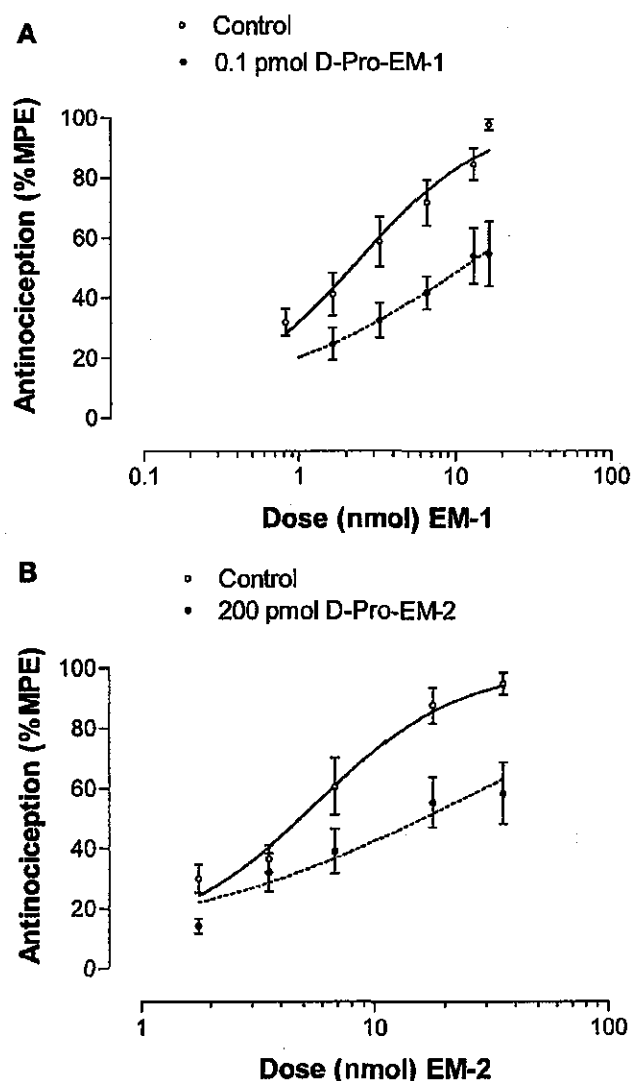 A
Control
0.1 pmol D-Pro-EM-1
Antinociception (%MPE)
100
80
60
40
20
0
0.1 1 10 100
Dose (nmol) EM-1
B
Control
200 pmol D-Pro-EM-2
Antinociception (%MPE)
100
80
60
40
20
0
1 10 100
Dose (nmol) EM-2